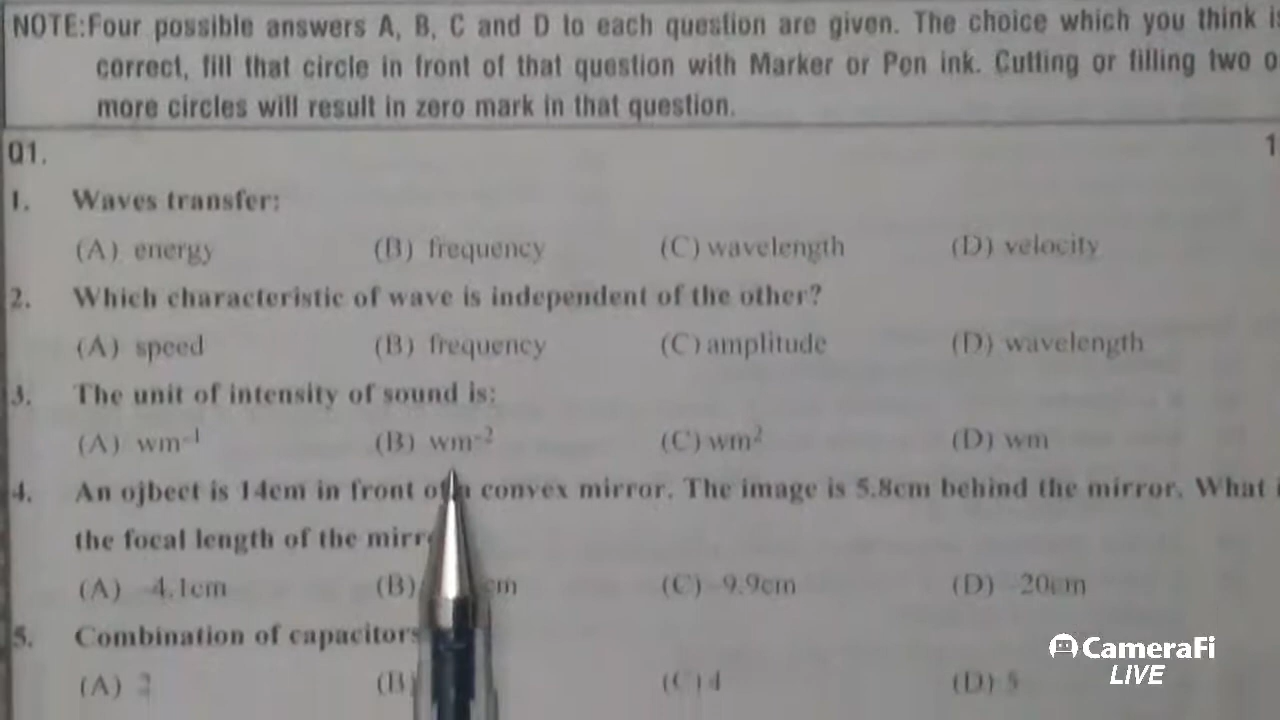 NOTE:Four possible answers A, B, C and D to each question are given. The choice which you think i
correct, fill that circle in front of that question with Marker or Pen ink. Cutting or filling two o
more circles will result in zero mark in that question.
Q1. 1
1. Waves transfer:
(A) energy (B) frequency (C) wavelength (D) velocity
2. Which characteristic of wave is independent of the other?
(A) speed (B) frequency (C) amplitude (D) wavelength
3. The unit of intensity of sound is:
(A) wm⁻¹ (B) wm⁻² (C) wm² (D) wm
4. An ojbect is 14cm in front of a convex mirror. The image is 5.8cm behind the mirror. What
the focal length of the mirr
(A) -4.1cm (B) cm (C) -9.9cm (D) -20cm
5. Combination of capacitors
(A) 2 (B) (C) 4 (D) 5
CameraFi
LIVE